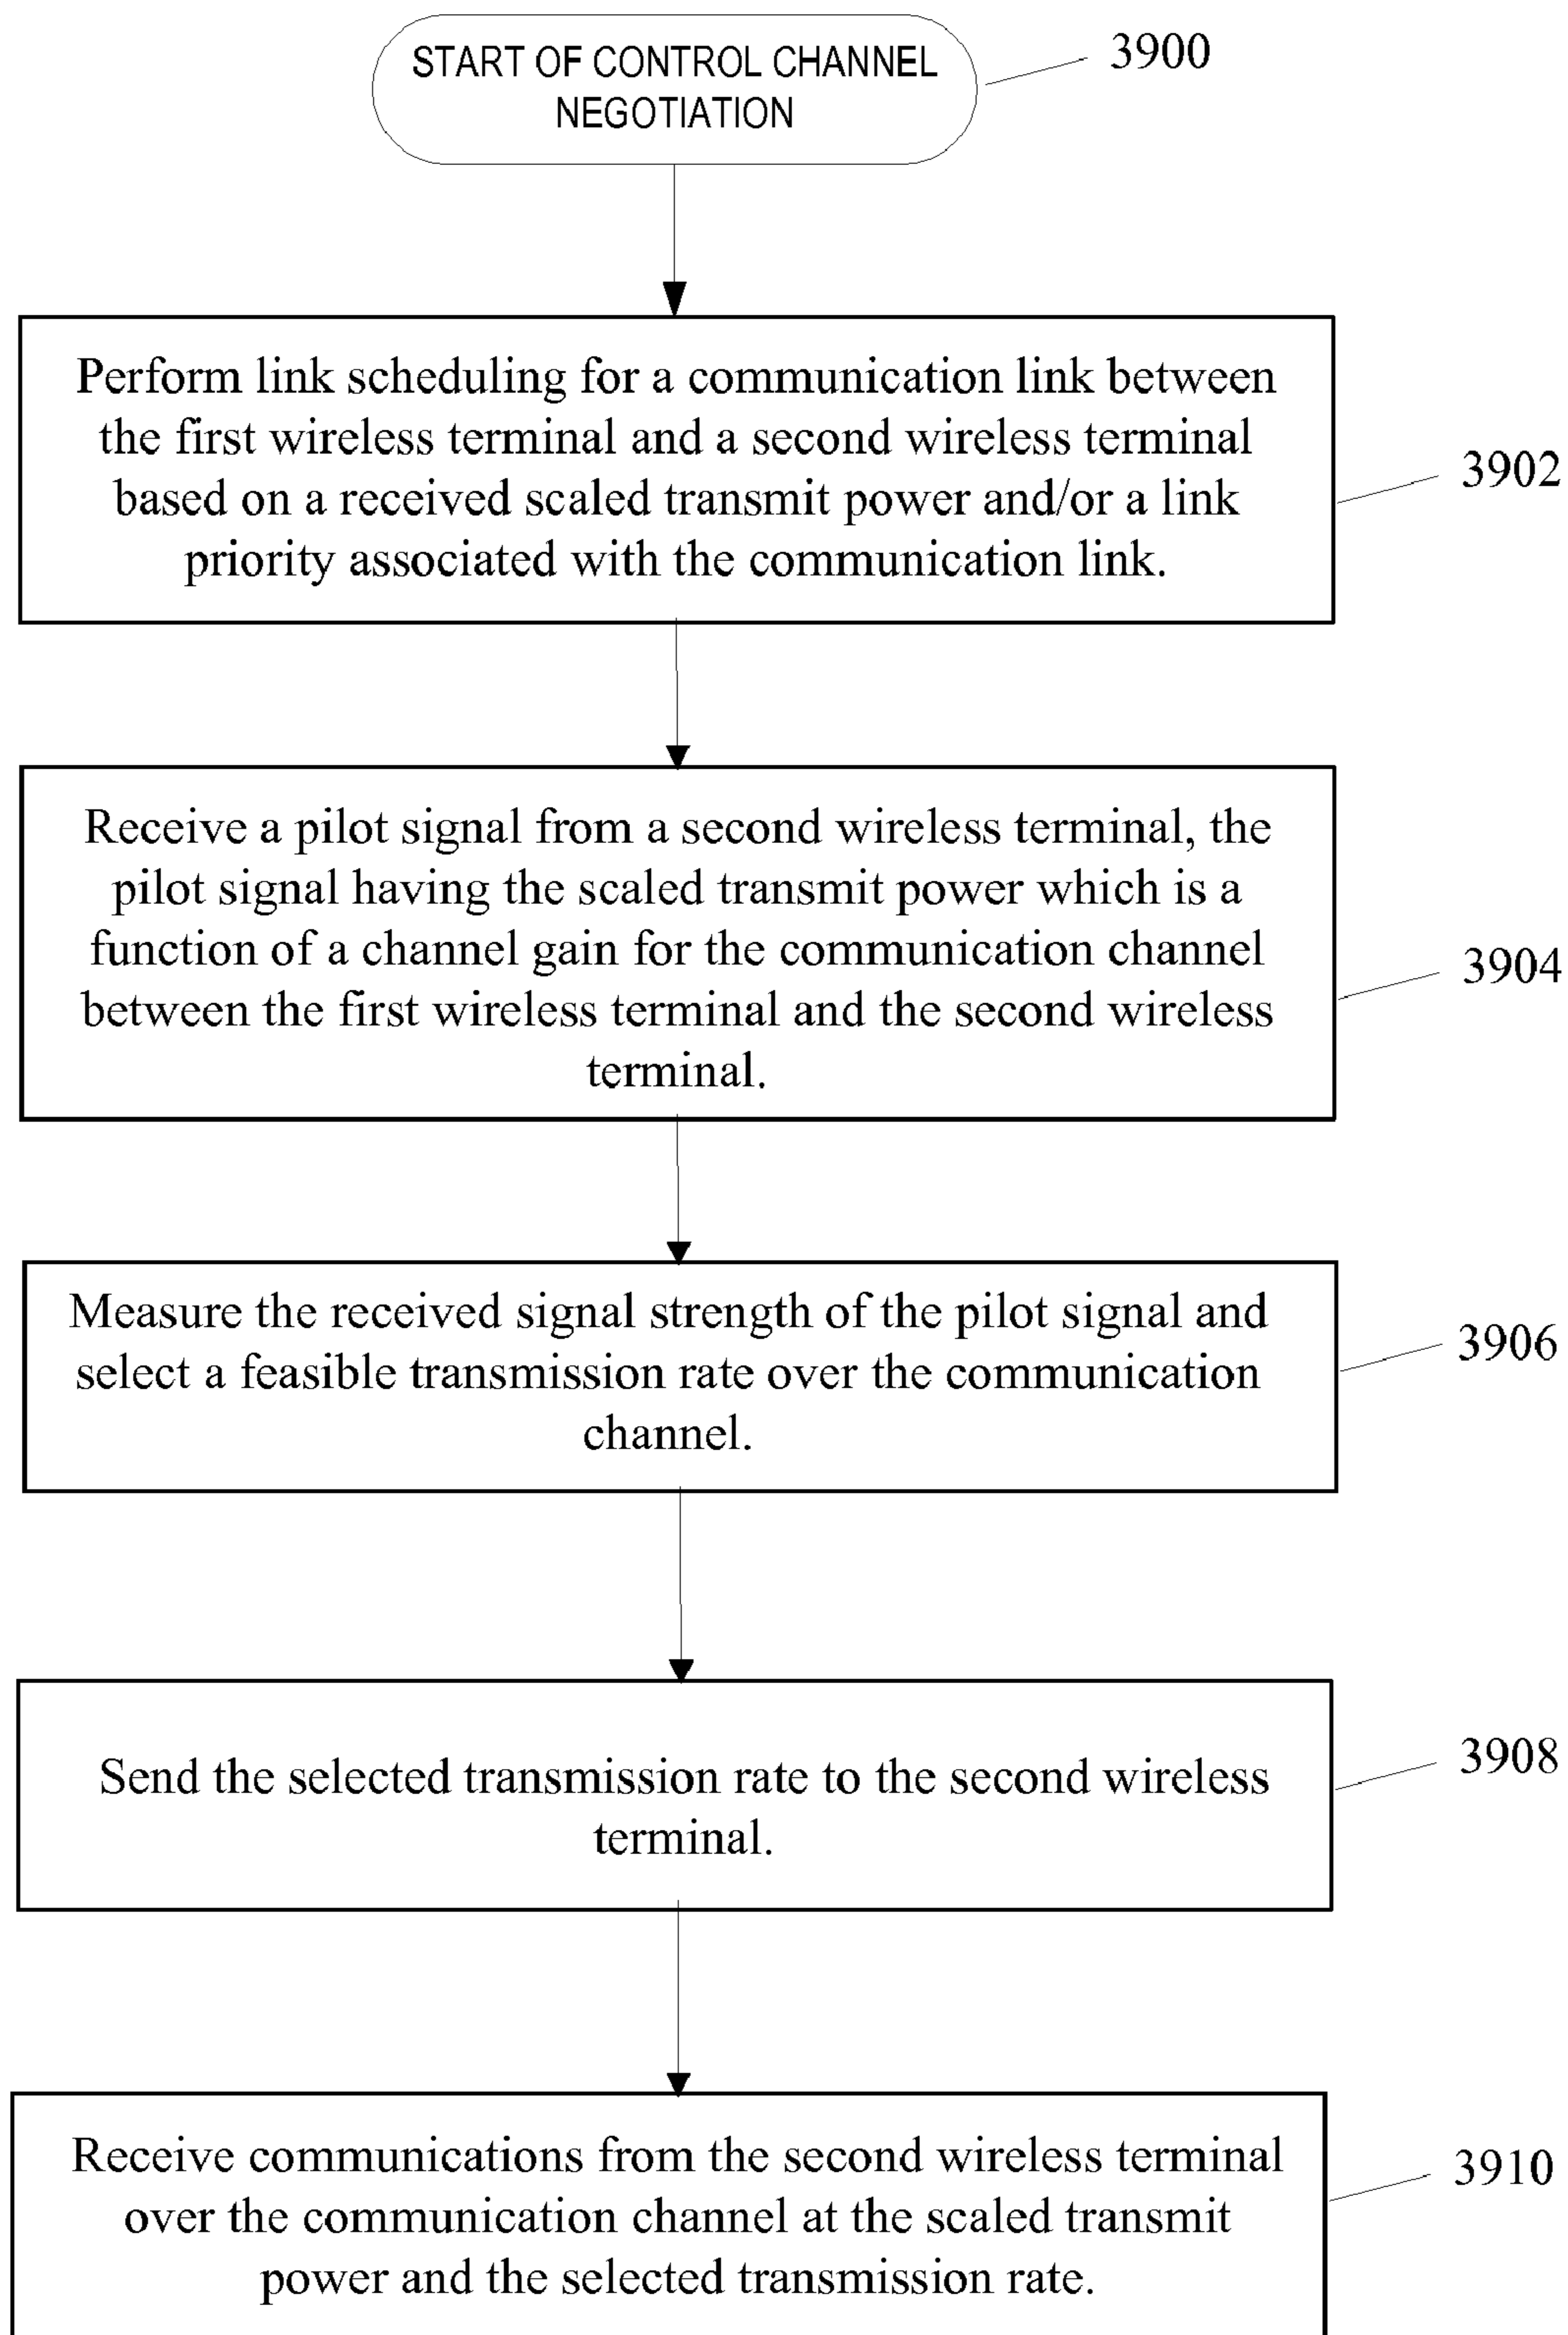 START OF CONTROL CHANNEL
NEGOTIATION
3900
Perform link scheduling for a communication link between
the first wireless terminal and a second wireless terminal
based on a received scaled transmit power and/or a link
priority associated with the communication link.
3902
Receive a pilot signal from a second wireless terminal, the
pilot signal having the scaled transmit power which is a
function of a channel gain for the communication channel
between the first wireless terminal and the second wireless
terminal.
3904
Measure the received signal strength of the pilot signal and
select a feasible transmission rate over the communication
channel.
3906
Send the selected transmission rate to the second wireless
terminal.
3908
Receive communications from the second wireless terminal
over the communication channel at the scaled transmit
power and the selected transmission rate.
3910